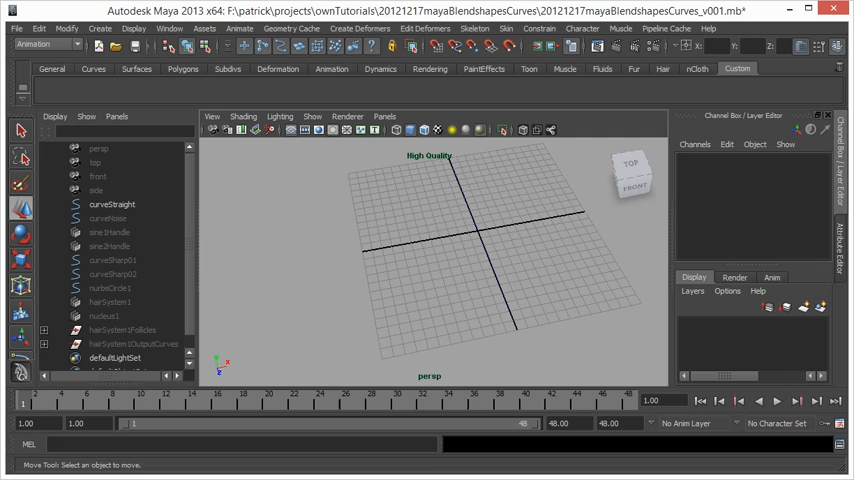 Autodesk Maya 2013 x64: F:\patrick\projects\ownTutorials\20121217mayaBlendshapesCurves\20121217mayaBlendshapesCurves_v001.mb*
File Edit Modify Create Display Window Assets Animate Geometry Cache Create Deformers Edit Deformers Skeleton Skin Constrain Character Muscle Pipeline Cache Help
Animation X: Y: Z:
General Curves Surfaces Polygons Subdivs Deformation Animation Dynamics Rendering PaintEffects Toon Muscle Fluids Fur Hair nCloth Custom
Display Show Panels
View Shading Lighting Show Renderer Panels
Channel Box / Layer Editor
Channels Edit Object Show
persp
top
front
side
curveStraight
curveNoise
sine1Handle
sine2Handle
curveSharp01
curveSharp02
nurbsCircle1
hairSystem1
nucleus1
hairSystem1Follicles
hairSystem1OutputCurves
defaultLightSet
High Quality
TOP
FRONT
persp
Channel Box / Layer Editor
Attribute Editor
Display Render Anim
Layers Options Help
2 4 6 8 10 12 14 16 18 20 22 24 26 28 30 32 34 36 38 40 42 44 46 48
1
1.00
1.00 1.00 1 48 48.00 48.00 No Anim Layer No Character Set
MEL
Move Tool: Select an object to move.